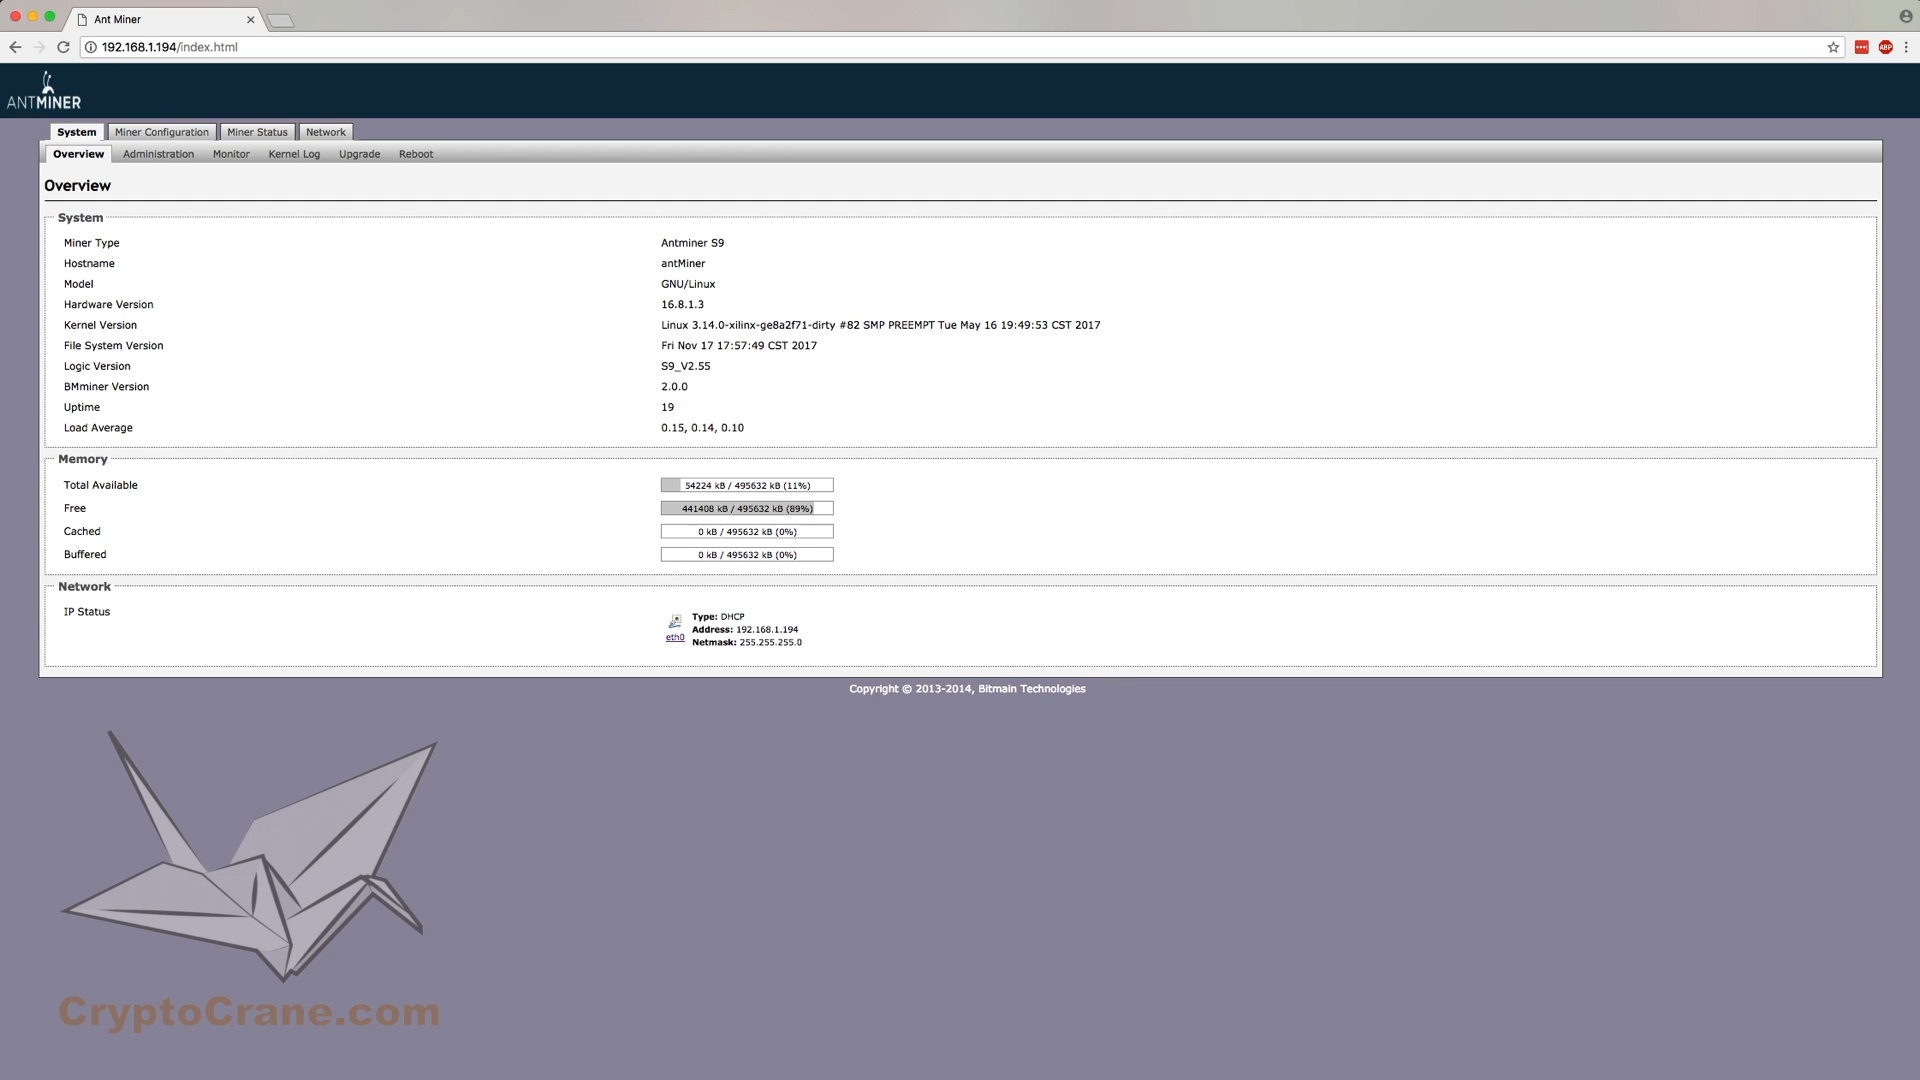 Ant Miner
192.168.1.194/index.html
ABP
ANTMINER
System Miner Configuration Miner Status Network
Overview Administration Monitor Kernel Log Upgrade Reboot
Overview
System
Miner Type Antminer S9
Hostname antMiner
Model GNU/Linux
Hardware Version 16.8.1.3
Kernel Version Linux 3.14.0-xilinx-ge8a2f71-dirty #82 SMP PREEMPT Tue May 16 19:49:53 CST 2017
File System Version Fri Nov 17 17:57:49 CST 2017
Logic Version S9_V2.55
BMminer Version 2.0.0
Uptime 19
Load Average 0.15, 0.14, 0.10
Memory
Total Available 54224 kB / 495632 kB (11%)
Free 441408 kB / 495632 kB (89%)
Cached 0 kB / 495632 kB (0%)
Buffered 0 kB / 495632 kB (0%)
Network
IP Status
Type: DHCP
Address: 192.168.1.194
eth0
Netmask: 255.255.255.0
Copyright © 2013-2014, Bitmain Technologies
CryptoCrane.com